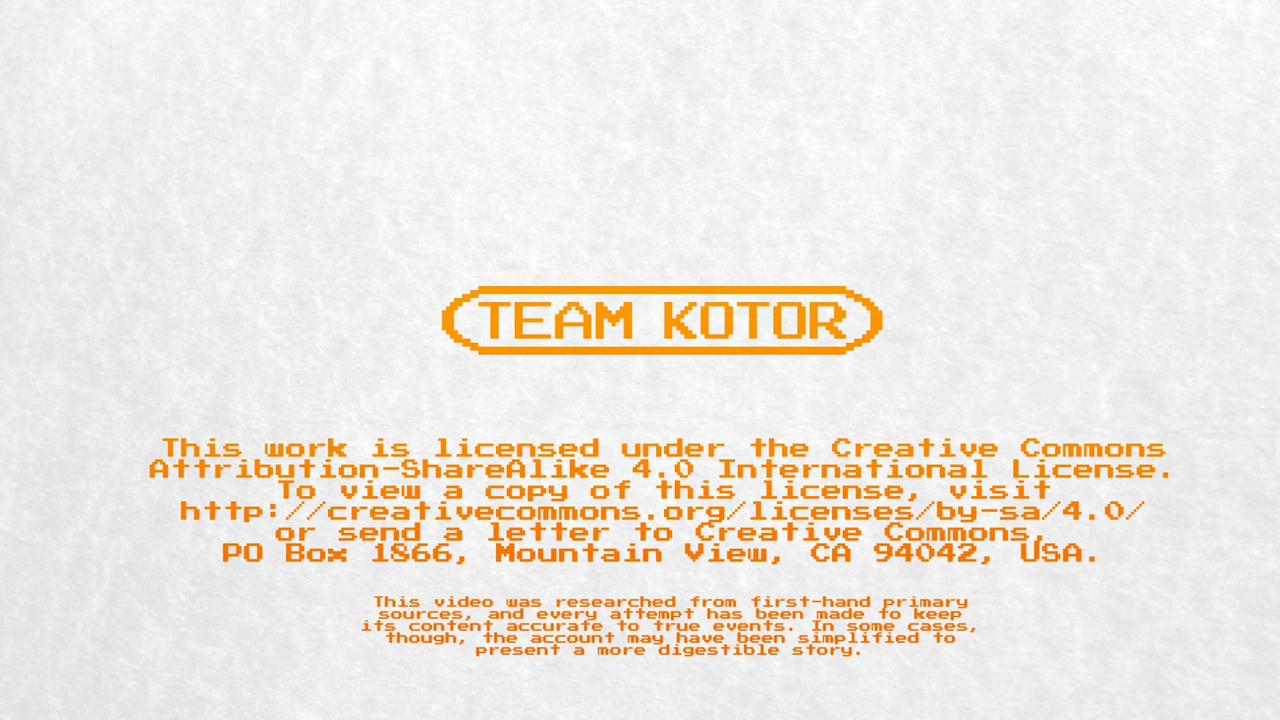 TEAM KOTOR
This work is licensed under the Creative Commons
Attribution-ShareAlike 4.0 International License.
To view a copy of this license, visit
http://creativecommons.org/licenses/by-sa/4.0/
or send a letter to Creative Commons,
PO Box 1866, Mountain View, CA 94042, USA.
This video was researched from first-hand primary
sources, and every attempt has been made to keep
its content accurate to true events. In some cases,
though, the account may have been simplified to
present a more digestible story.